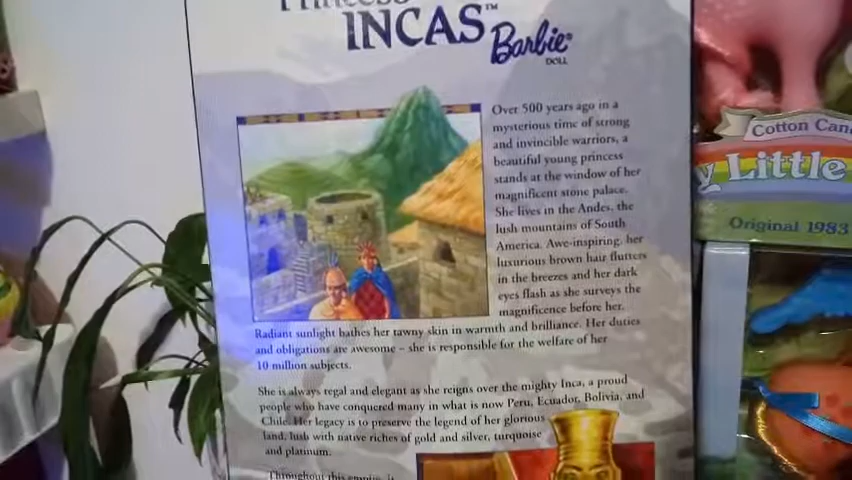 Princess
INCAS™
Barbie®
DOLL
Over 500 years ago in a
mysterious time of strong
and invincible warriors, a
beautiful young princess
stands at the window of her
magnificent stone palace.
She lives in the Andes, the
lush mountains of South
America. Awe-inspiring, her
luxurious brown hair flutters
in the breezes and her dark
eyes flash as she surveys the
magnificence before her.
Radiant sunlight bathes her tawny skin in warmth and brilliance. Her duties
and obligations are awesome – she is responsible for the welfare of her
10 million subjects.
She is always regal and elegant as she reigns over the mighty Inca, a proud
people who have conquered many in what is now Peru, Ecuador, Bolivia, and
Chile. Her legacy is to preserve the legend of her glorious
land, lush with native riches of gold and silver, turquoise
and platinum.
Throughout this empire, it
Cotton Can
y Little
Original 1983